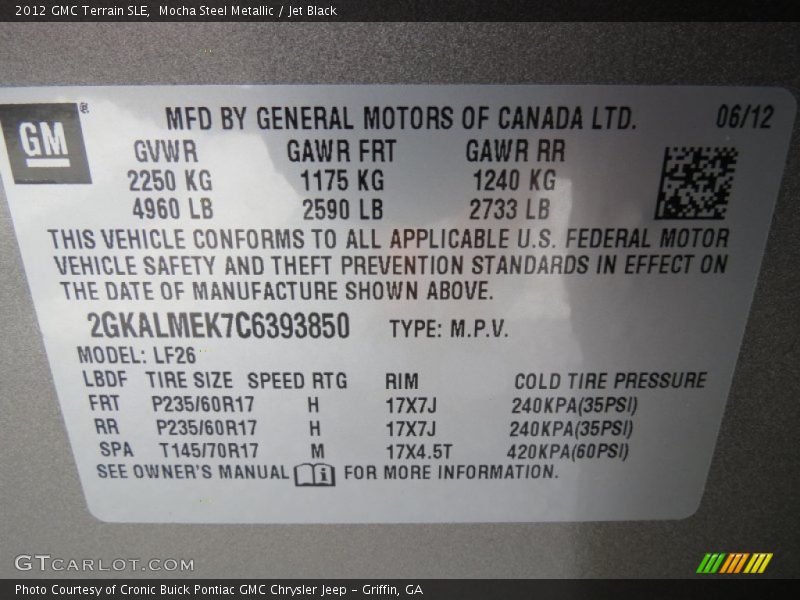 2012 GMC Terrain SLE,  Mocha Steel Metallic / Jet Black
GM®
MFD BY GENERAL MOTORS OF CANADA LTD. 06/12
GVWR GAWR FRT GAWR RR
2250 KG 1175 KG 1240 KG
4960 LB 2590 LB 2733 LB
THIS VEHICLE CONFORMS TO ALL APPLICABLE U.S. FEDERAL MOTOR
VEHICLE SAFETY AND THEFT PREVENTION STANDARDS IN EFFECT ON
THE DATE OF MANUFACTURE SHOWN ABOVE.
2GKALMEK7C6393850 TYPE: M.P.V.
MODEL: LF26
LBDF TIRE SIZE SPEED RTG RIM COLD TIRE PRESSURE
FRT P235/60R17 H 17X7J 240KPA(35PSI)
RR P235/60R17 H 17X7J 240KPA(35PSI)
SPA T145/70R17 M 17X4.5T 420KPA(60PSI)
SEE OWNER'S MANUAL i FOR MORE INFORMATION.
GTCARLOT.COM
Photo Courtesy of Cronic Buick Pontiac GMC Chrysler Jeep - Griffin, GA